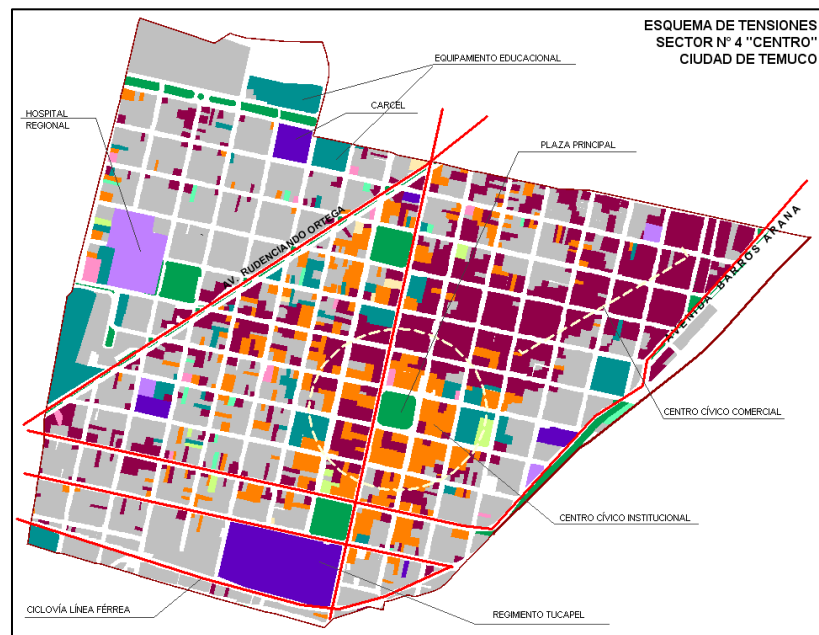 ESQUEMA DE TENSIONES
SECTOR N° 4 "CENTRO"
CIUDAD DE TEMUCO
EQUIPAMIENTO EDUCACIONAL
CARCEL
HOSPITAL
REGIONAL
PLAZA PRINCIPAL
AV. RUDENCIANDO ORTEGA
AVENIDA BARROS ARANA
CENTRO CÍVICO COMERCIAL
CENTRO CÍVICO INSTITUCIONAL
CICLOVÍA LÍNEA FÉRREA
REGIMIENTO TUCAPEL